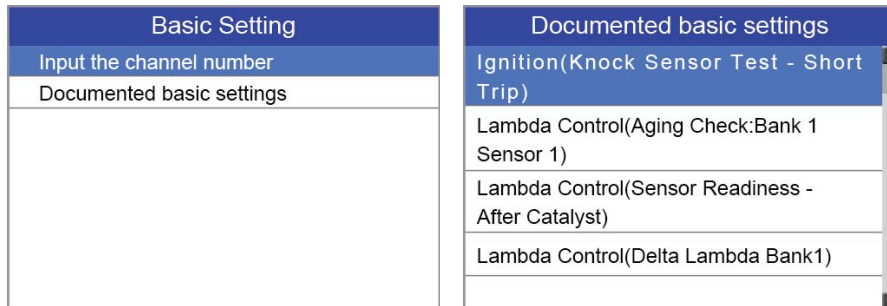 Basic Setting
Input the channel number
Documented basic settings
Documented basic settings
Ignition(Knock Sensor Test - Short
Trip)
Lambda Control(Aging Check:Bank 1
Sensor 1)
Lambda Control(Sensor Readiness -
After Catalyst)
Lambda Control(Delta Lambda Bank1)